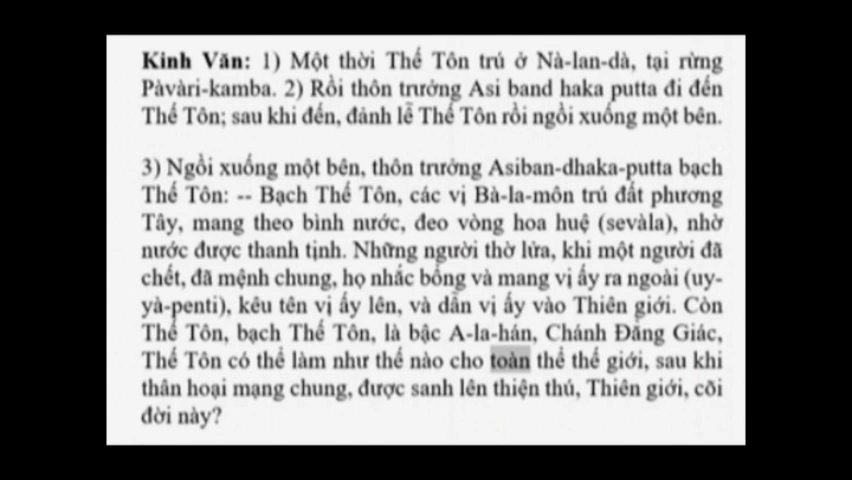 Kinh Văn: 1) Một thời Thế Tôn trú ở Nà-lan-dà, tại rừng
Pàvàri-kamba. 2) Rồi thôn trưởng Asi band haka putta đi đến
Thế Tôn; sau khi đến, đảnh lễ Thế Tôn rồi ngồi xuống một bên.
3) Ngồi xuống một bên, thôn trưởng Asiban-dhaka-putta bạch
Thế Tôn: -- Bạch Thế Tôn, các vị Bà-la-môn trú đất phương
Tây, mang theo bình nước, đeo vòng hoa huệ (sevàla), nhờ
nước được thanh tịnh. Những người thờ lửa, khi một người đã
chết, đã mệnh chung, họ nhắc bổng và mang vị ấy ra ngoài (uy-
yà-penti), kêu tên vị ấy lên, và dẫn vị ấy vào Thiên giới. Còn
Thế Tôn, bạch Thế Tôn, là bậc A-la-hán, Chánh Đẳng Giác,
Thế Tôn có thể làm như thế nào cho toàn thể thế giới, sau khi
thân hoại mạng chung, được sanh lên thiện thú, Thiên giới, cõi
đời này?